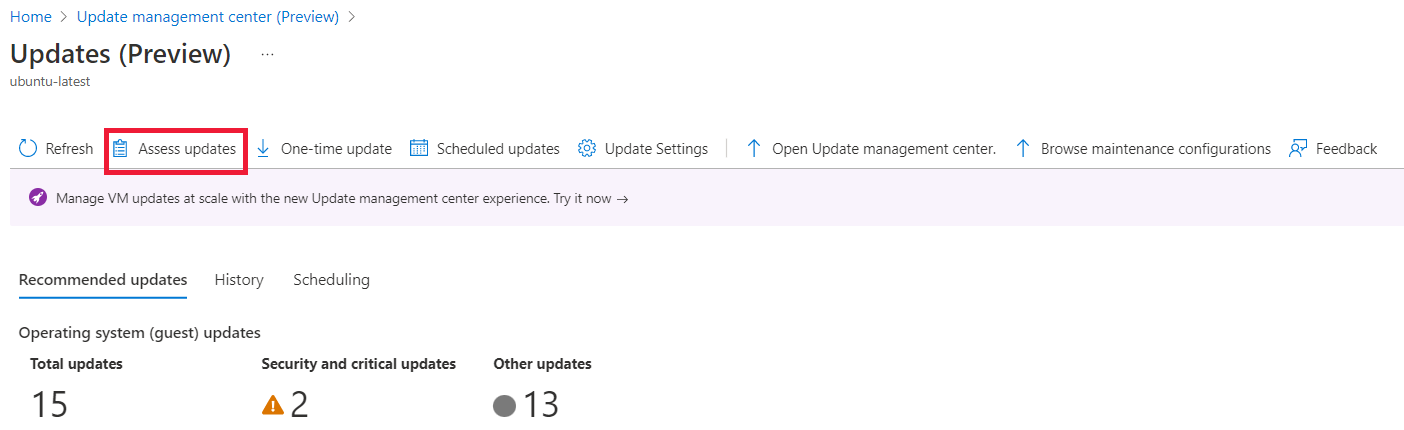 Home > Update management center (Preview) >
Updates (Preview) ...
ubuntu-latest
Refresh Assess updates One-time update Scheduled updates Update Settings Open Update management center. Browse maintenance configurations Feedback
Manage VM updates at scale with the new Update management center experience. Try it now →
Recommended updates History Scheduling
Operating system (guest) updates
Total updates Security and critical updates Other updates
15 2 13